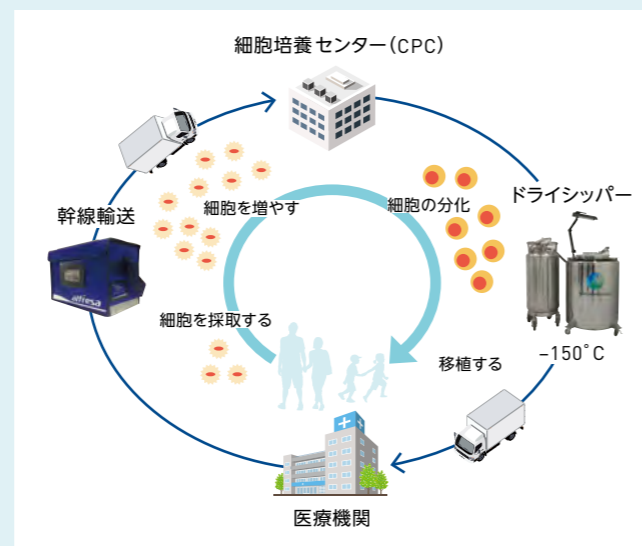 細胞培養センター(CPC)
幹線輸送
細胞を増やす
細胞の分化
ドライシッパー
alfresa
細胞を採取する
-150°C
移植する
医療機関